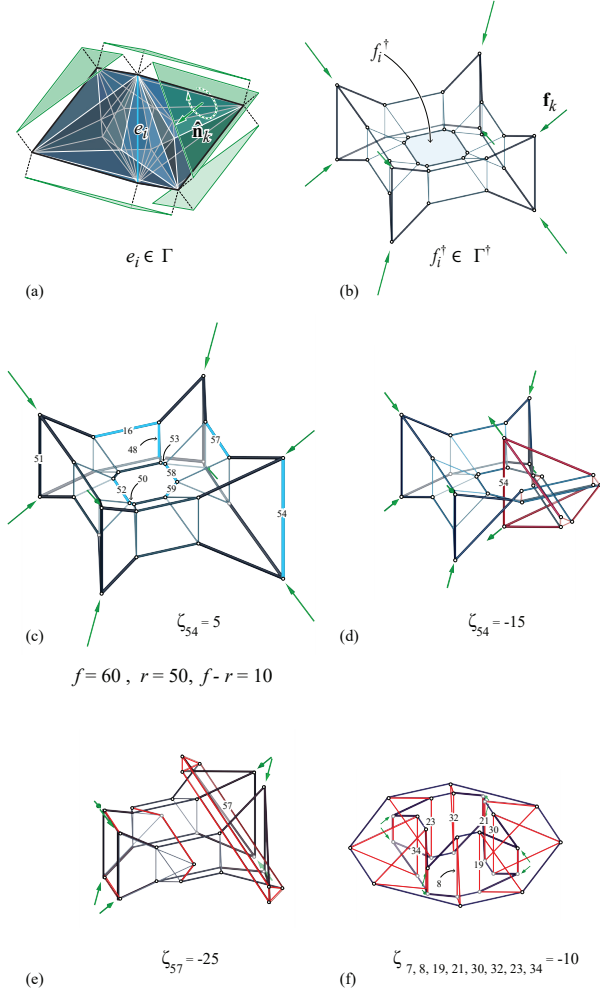 e_i
n̂_k
e_i ∈ Γ
(a)
f_i^†
f_k
f_i^† ∈ Γ^†
(b)
16
57
53
48
51
58
50
52
59
54
ζ_54 = 5
(c)
f = 60 , r = 50, f - r = 10
54
ζ_54 = -15
(d)
57
ζ_57 = -25
(e)
23
32
21
30
34
19
8
ζ_7, 8, 19, 21, 30, 32, 23, 34 = -10
(f)